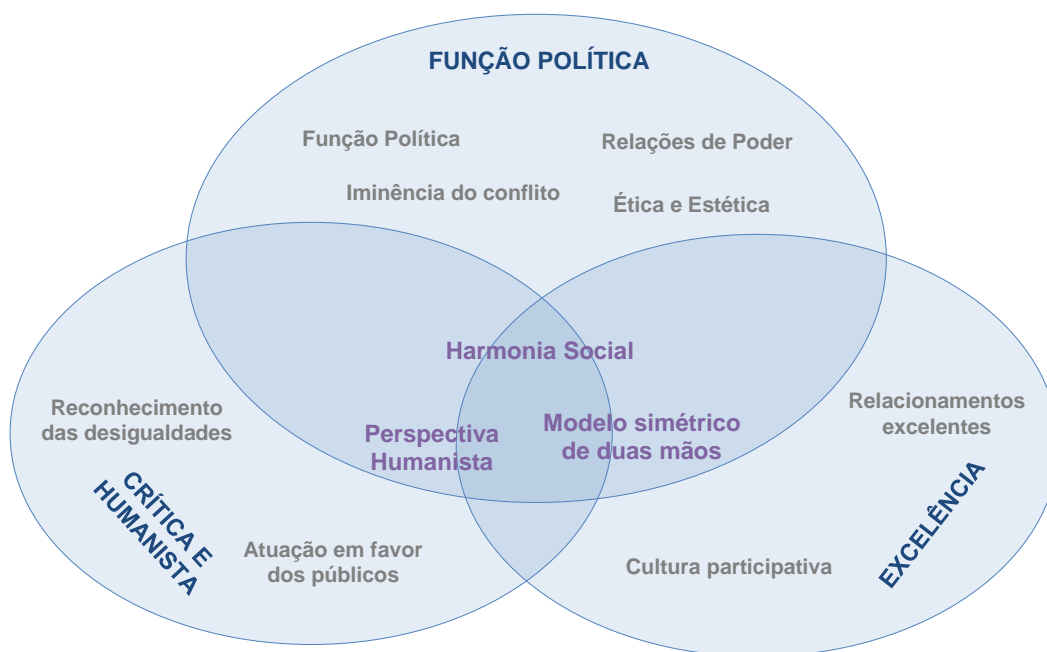 FUNÇÃO POLÍTICA
Função Política
Relações de Poder
Iminência do conflito
Ética e Estética
Harmonia Social
Reconhecimento
das desigualdades
Perspectiva
Humanista
Modelo simétrico
de duas mãos
Relacionamentos
excelentes
CRÍTICA E
HUMANISTA
Atuação em favor
dos públicos
Cultura participativa
EXCELÊNCIA